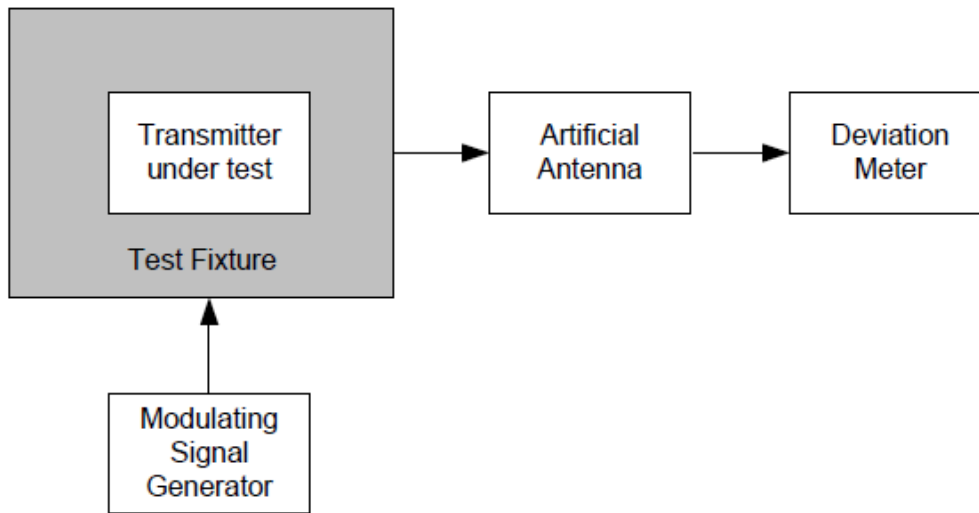 Transmitter
under test
Test Fixture
Artificial
Antenna
Deviation
Meter
Modulating
Signal
Generator